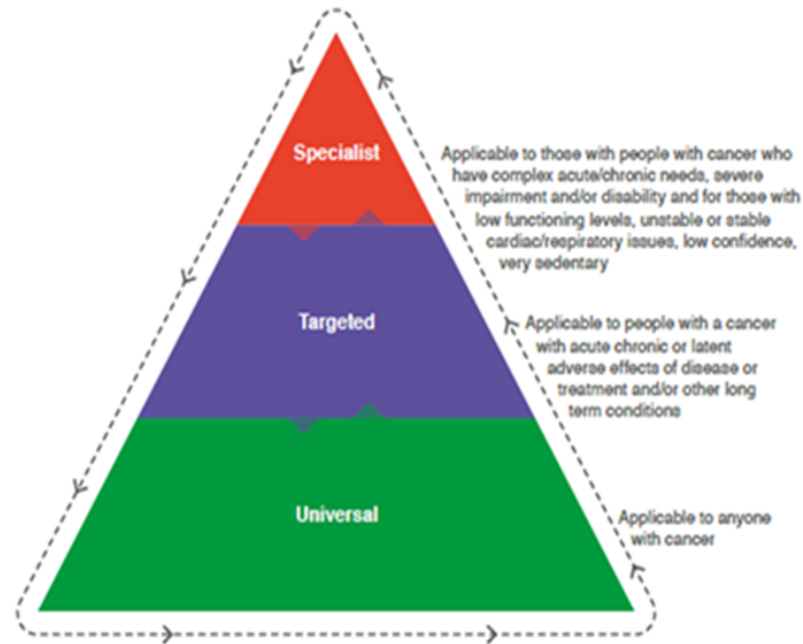 Specialist
Applicable to those with people with cancer who
have complex acute/chronic needs, severe
impairment and/or disability and for those with
low functioning levels, unstable or stable
cardiac/respiratory issues, low confidence,
very sedentary
Targeted
Applicable to people with a cancer
with acute chronic or latent
adverse effects of disease or
treatment and/or other long
term conditions
Universal
Applicable to anyone
with cancer